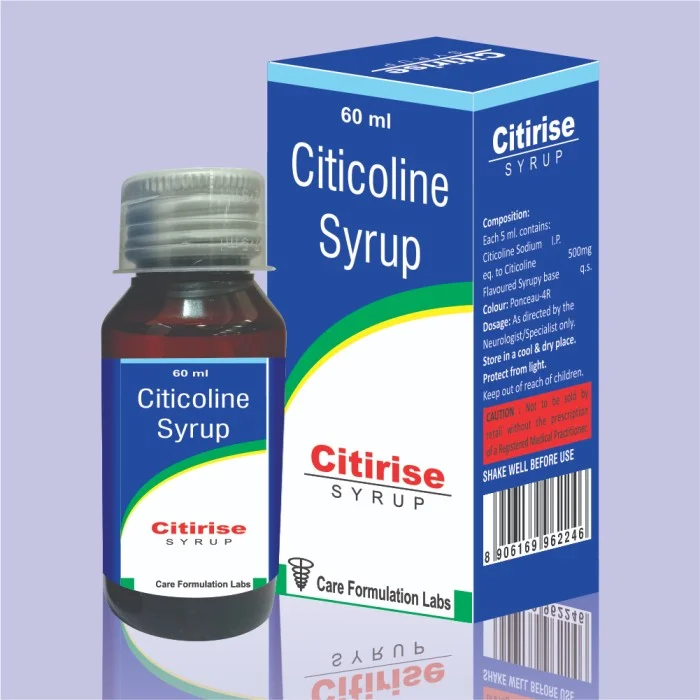 Citirise
SYRUP
60 ml
Citicoline
Syrup
Citirise
SYRUP
Care Formulation Labs
Citirise
SYRUP
Composition:
Each 5 ml. contains:
Citicoline Sodium I.P.
eq. to Citicoline 500mg
Flavoured Syrupy base q.s.
Colour: Ponceau-4R
Dosage: As directed by the
Neurologist/Specialist only.
Store in a cool & dry place.
Protect from light.
Keep out of reach of children.
CAUTION : Not to be sold by
retail without the prescription
of a Registered Medical Practitioner.
SHAKE WELL BEFORE USE
8 906169 962246
60 ml
Citicoline
Syrup
Citirise
SYRUP
Care Formulation Labs